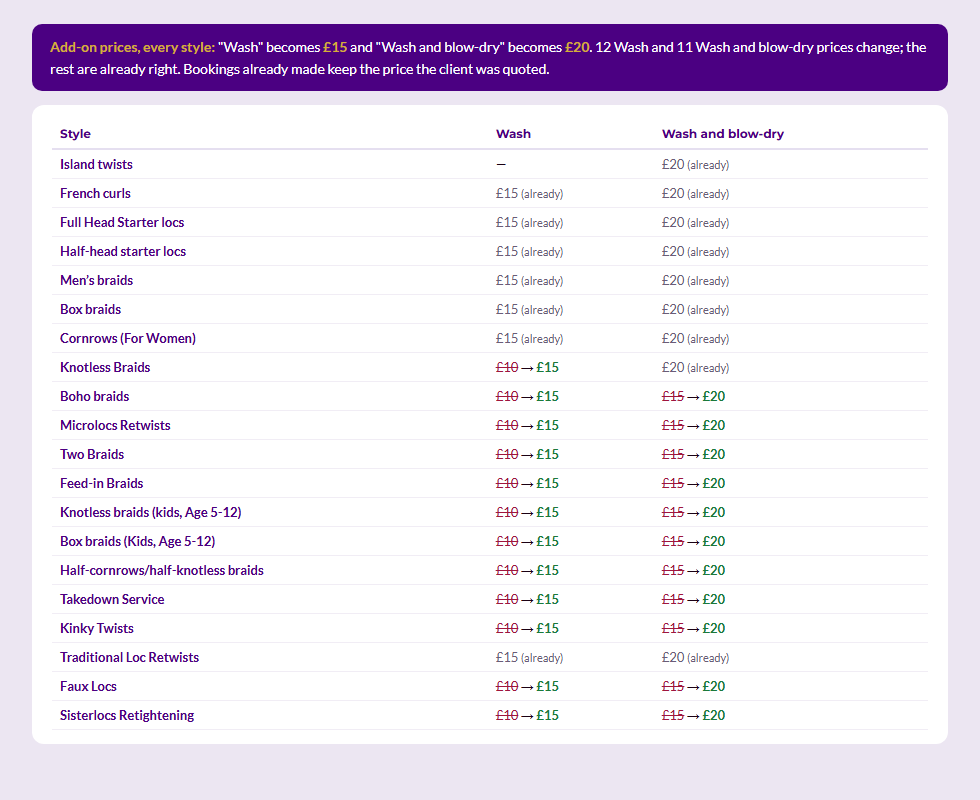 Add-on prices, every style: "Wash" becomes £15 and "Wash and blow-dry" becomes £20. 12 Wash and 11 Wash and blow-dry prices change; the
rest are already right. Bookings already made keep the price the client was quoted.
Style Wash Wash and blow-dry
Island twists — £20 (already)
French curls £15 (already) £20 (already)
Full Head Starter locs £15 (already) £20 (already)
Half-head starter locs £15 (already) £20 (already)
Men's braids £15 (already) £20 (already)
Box braids £15 (already) £20 (already)
Cornrows (For Women) £15 (already) £20 (already)
Knotless Braids £10 → £15 £20 (already)
Boho braids £10 → £15 £15 → £20
Microlocs Retwists £10 → £15 £15 → £20
Two Braids £10 → £15 £15 → £20
Feed-in Braids £10 → £15 £15 → £20
Knotless braids (kids, Age 5-12) £10 → £15 £15 → £20
Box braids (Kids, Age 5-12) £10 → £15 £15 → £20
Half-cornrows/half-knotless braids £10 → £15 £15 → £20
Takedown Service £10 → £15 £15 → £20
Kinky Twists £10 → £15 £15 → £20
Traditional Loc Retwists £15 (already) £20 (already)
Faux Locs £10 → £15 £15 → £20
Sisterlocs Retightening £10 → £15 £15 → £20